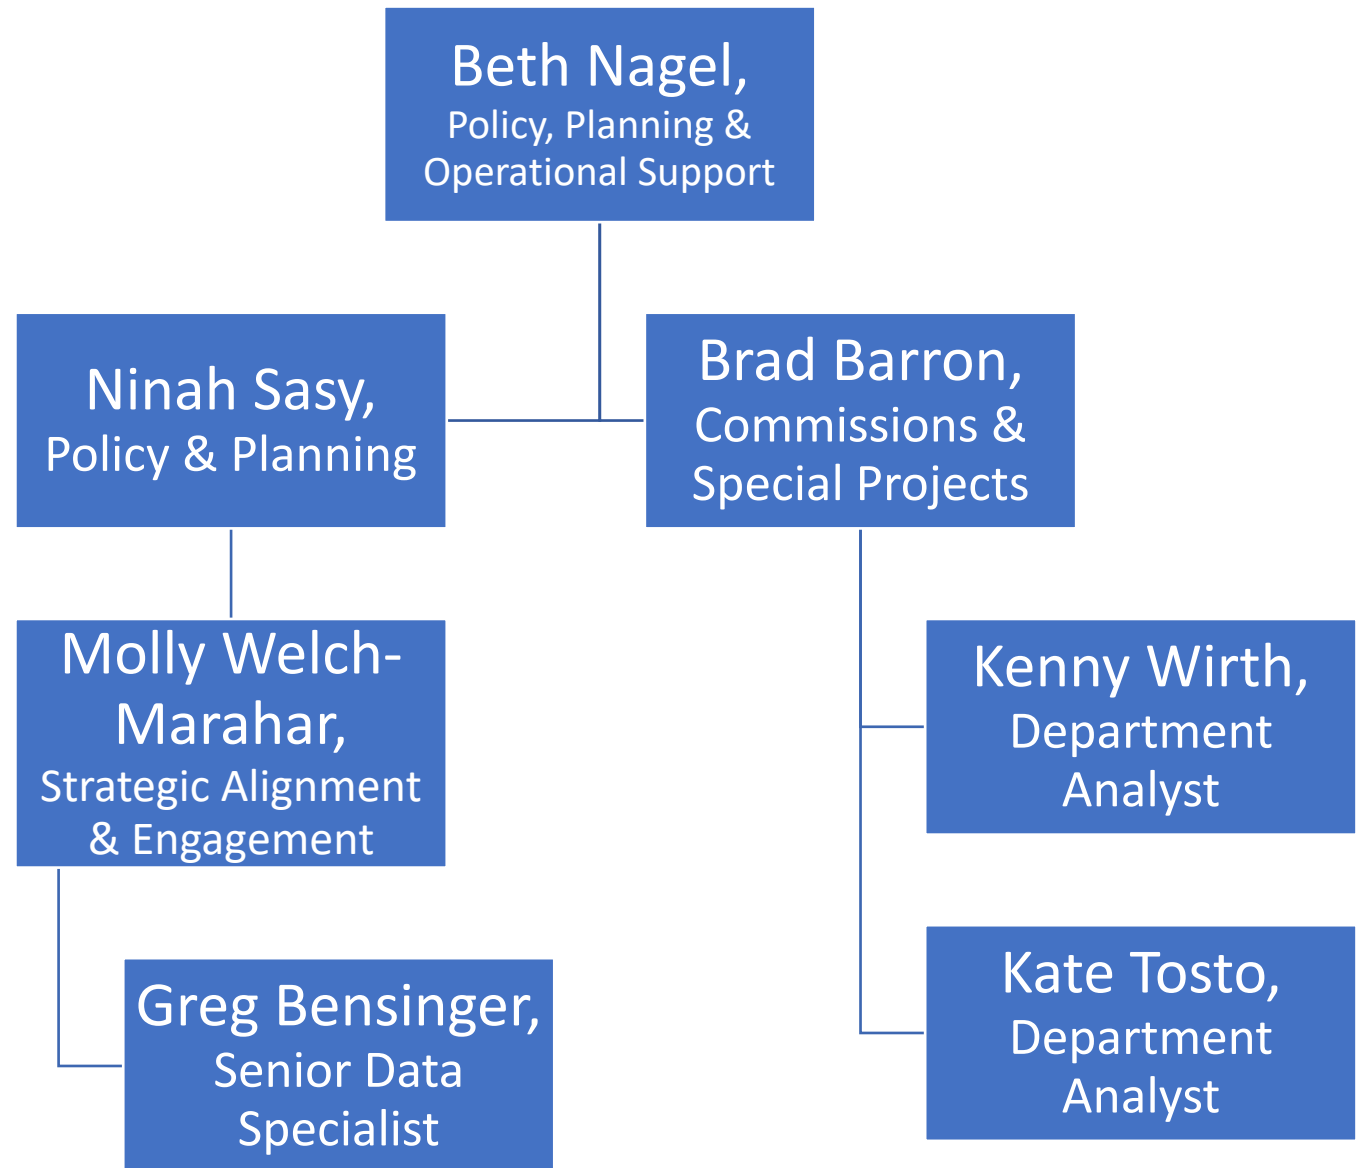 Beth Nagel,
Policy, Planning &
Operational Support
Ninah Sasy,
Policy & Planning
Brad Barron,
Commissions &
Special Projects
Molly Welch-
Marahar,
Strategic Alignment
& Engagement
Kenny Wirth,
Department
Analyst
Greg Bensinger,
Senior Data
Specialist
Kate Tosto,
Department
Analyst